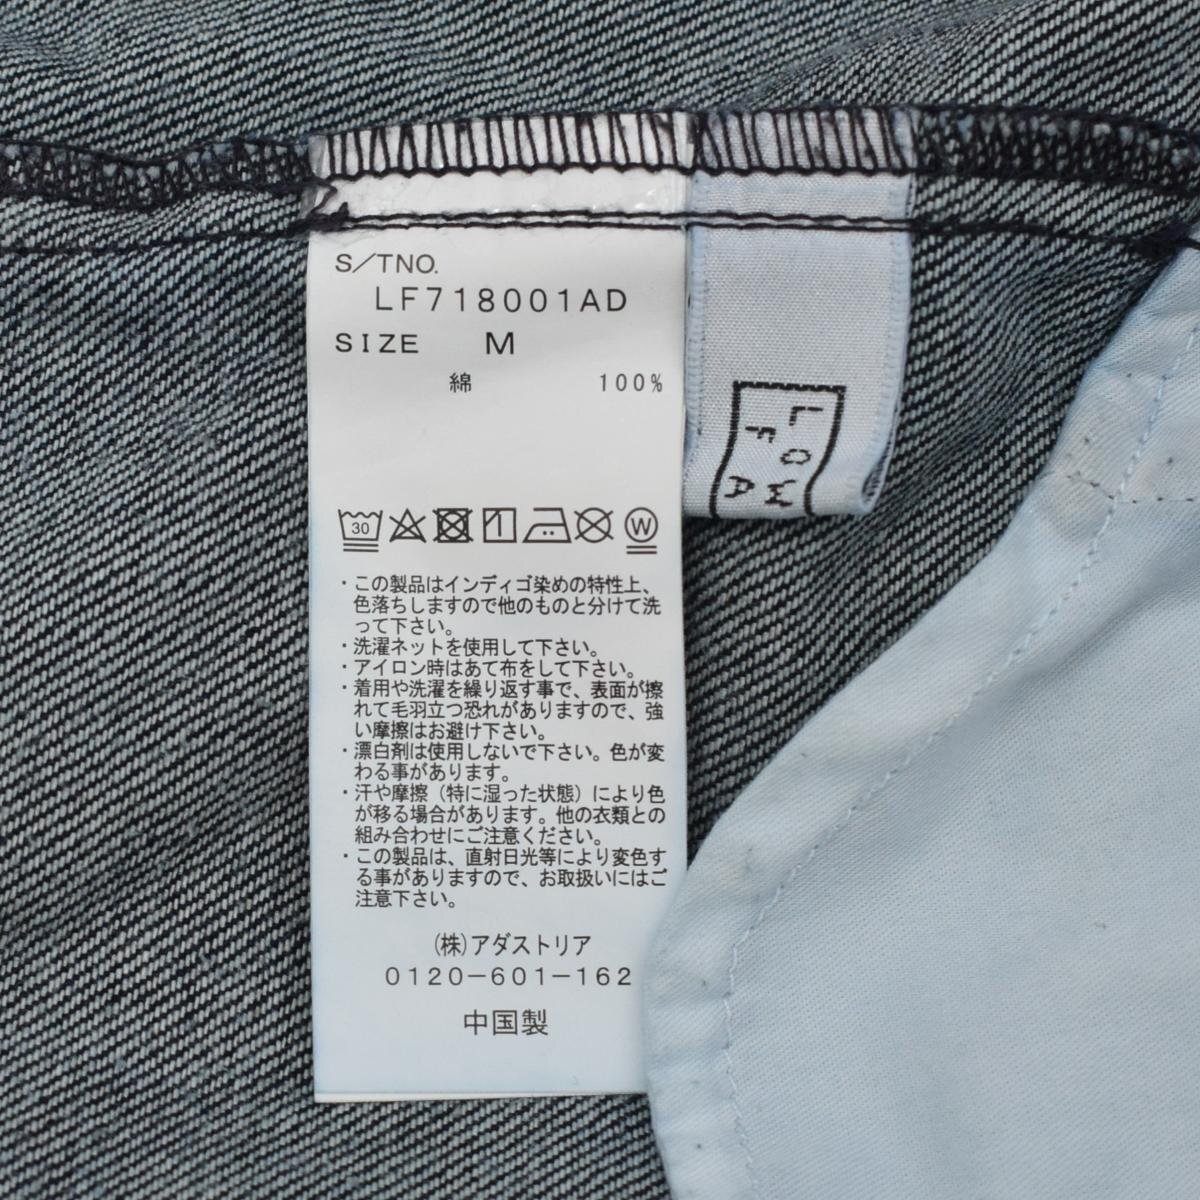 S/TNO.
LF718001AD
SIZE M
綿 100%
30
W
・この製品はインディゴ染めの特性上、
色落ちしますので他のものと分けて洗
って下さい。
・洗濯ネットを使用して下さい。
・アイロン時はあて布をして下さい。
・着用や洗濯を繰り返す事で、表面が擦
れて毛羽立つ恐れがありますので、強
い摩擦はお避け下さい。
・漂白剤は使用しないで下さい。色が変
わる事があります。
・汗や摩擦（特に湿った状態）により色
が移る場合があります。他の衣類との
組み合わせにご注意ください。
・この製品は、直射日光等により変色す
る事がありますので、お取扱いにはご
注意下さい。
(株)アダストリア
0120-601-162
中国製
LOW
FA